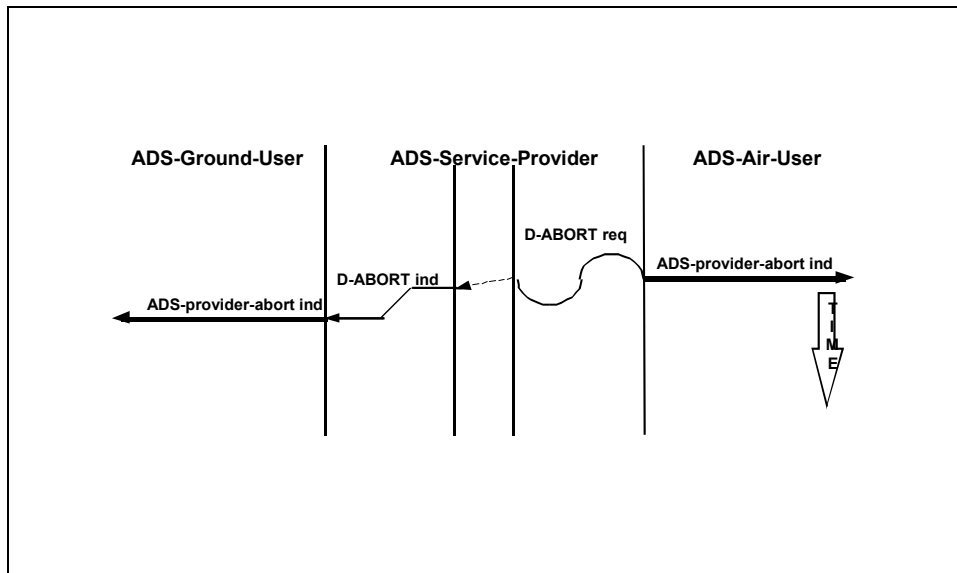 ADS-Ground-User
ADS-Service-Provider
ADS-Air-User
D-ABORT req
ADS-provider-abort ind
D-ABORT ind
ADS-provider-abort ind
TIME